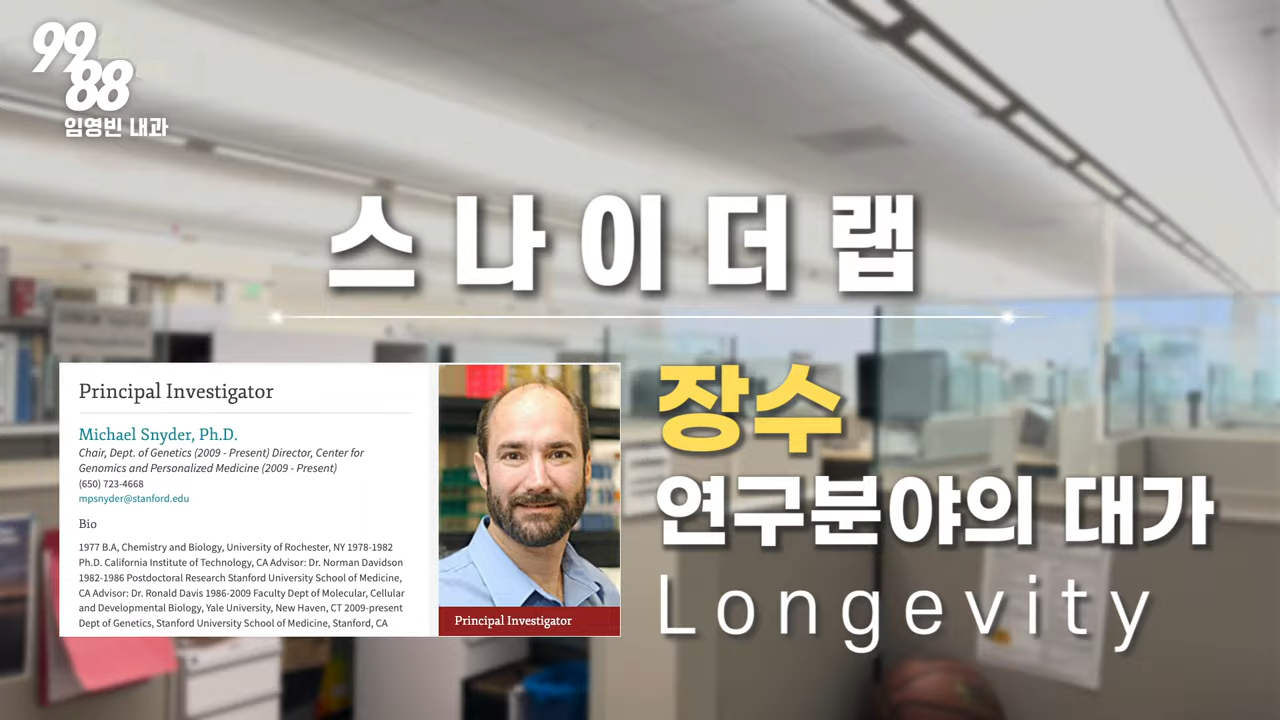 99
88
임영빈 내과
스나이더 랩
Principal Investigator
Michael Snyder, Ph.D.
Chair, Dept. of Genetics (2009 - Present) Director, Center for
Genomics and Personalized Medicine (2009 - Present)
(650) 723-4668
mpsnyder@stanford.edu
Bio
1977 B.A, Chemistry and Biology, University of Rochester, NY 1978-1982
Ph.D. California Institute of Technology, CA Advisor: Dr. Norman Davidson
1982-1986 Postdoctoral Research Stanford University School of Medicine,
CA Advisor: Dr. Ronald Davis 1986-2009 Faculty Dept of Molecular, Cellular
and Developmental Biology, Yale University, New Haven, CT 2009-present
Dept of Genetics, Stanford University School of Medicine, Stanford, CA
Principal Investigator
장수
연구분야의 대가
Longevity